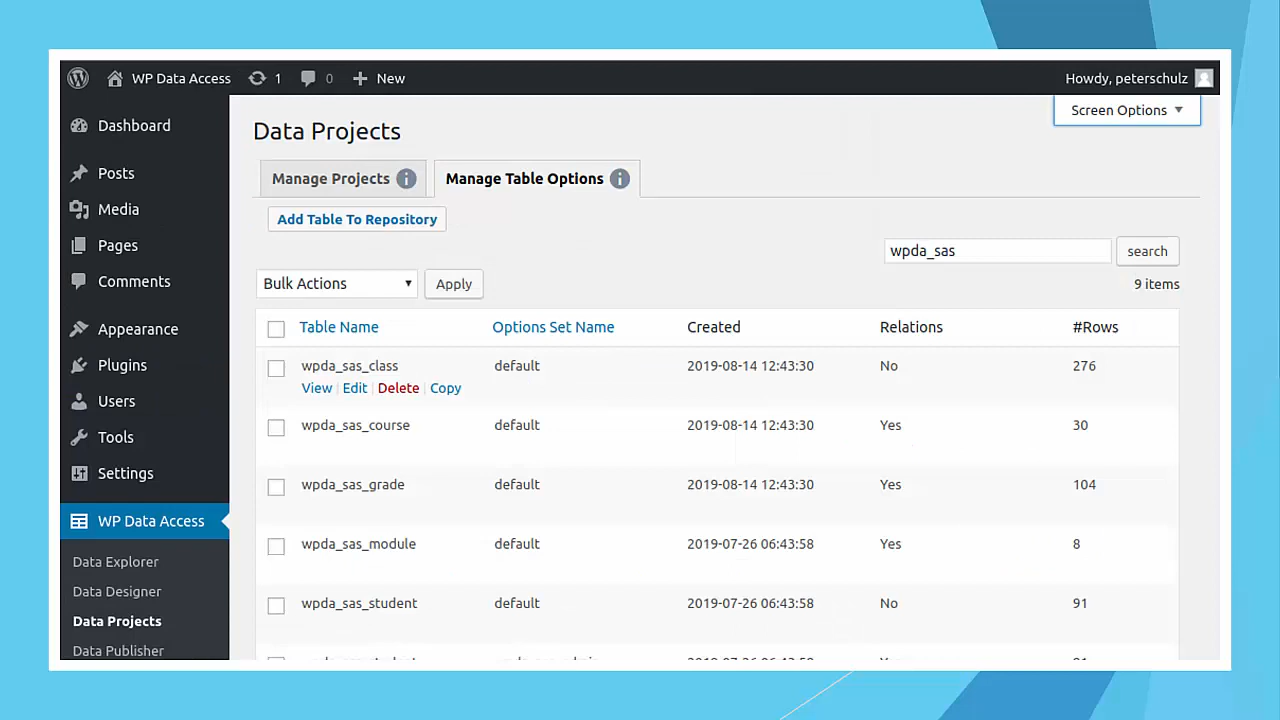 WP Data Access 1 0 New Howdy, peterschulz
Screen Options
Dashboard
Posts
Media
Pages
Comments
Appearance
Plugins
Users
Tools
Settings
WP Data Access
Data Explorer
Data Designer
Data Projects
Data Publisher
Data Projects
Manage Projects Manage Table Options
Add Table To Repository
wpda_sas search
Bulk Actions Apply 9 items
Table Name Options Set Name Created Relations #Rows
wpda_sas_class default 2019-08-14 12:43:30 No 276
View | Edit | Delete | Copy
wpda_sas_course default 2019-08-14 12:43:30 Yes 30
wpda_sas_grade default 2019-08-14 12:43:30 Yes 104
wpda_sas_module default 2019-07-26 06:43:58 Yes 8
wpda_sas_student default 2019-07-26 06:43:58 No 91